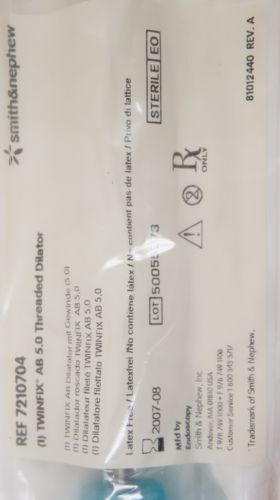 smith&nephew
REF 7210704
(1) TWINFIX® AB 5.0 Threaded Dilator
(1) TWINFIX AB Dilatator mit Gewinde (5.0)
(1) Dilatador roscado TWINFIX AB 5,0
(1) Dilatateur fileté TWINFIX AB 5,0
(1) Dilatatore filettato TWINFIX AB 5,0
Latex Free / Latexfrei /No contiene latex / Ne contient pas de latex / Privo di lattice
2007-08
LOT
STERILE EO
Mfd by
Endoscopy
Smith & Nephew, Inc.
Andover, MA 01810 USA
Customer Service 1 800 343 5717
2
Rx
ONLY
Trademark of Smith & Nephew.
81012440 REV. A